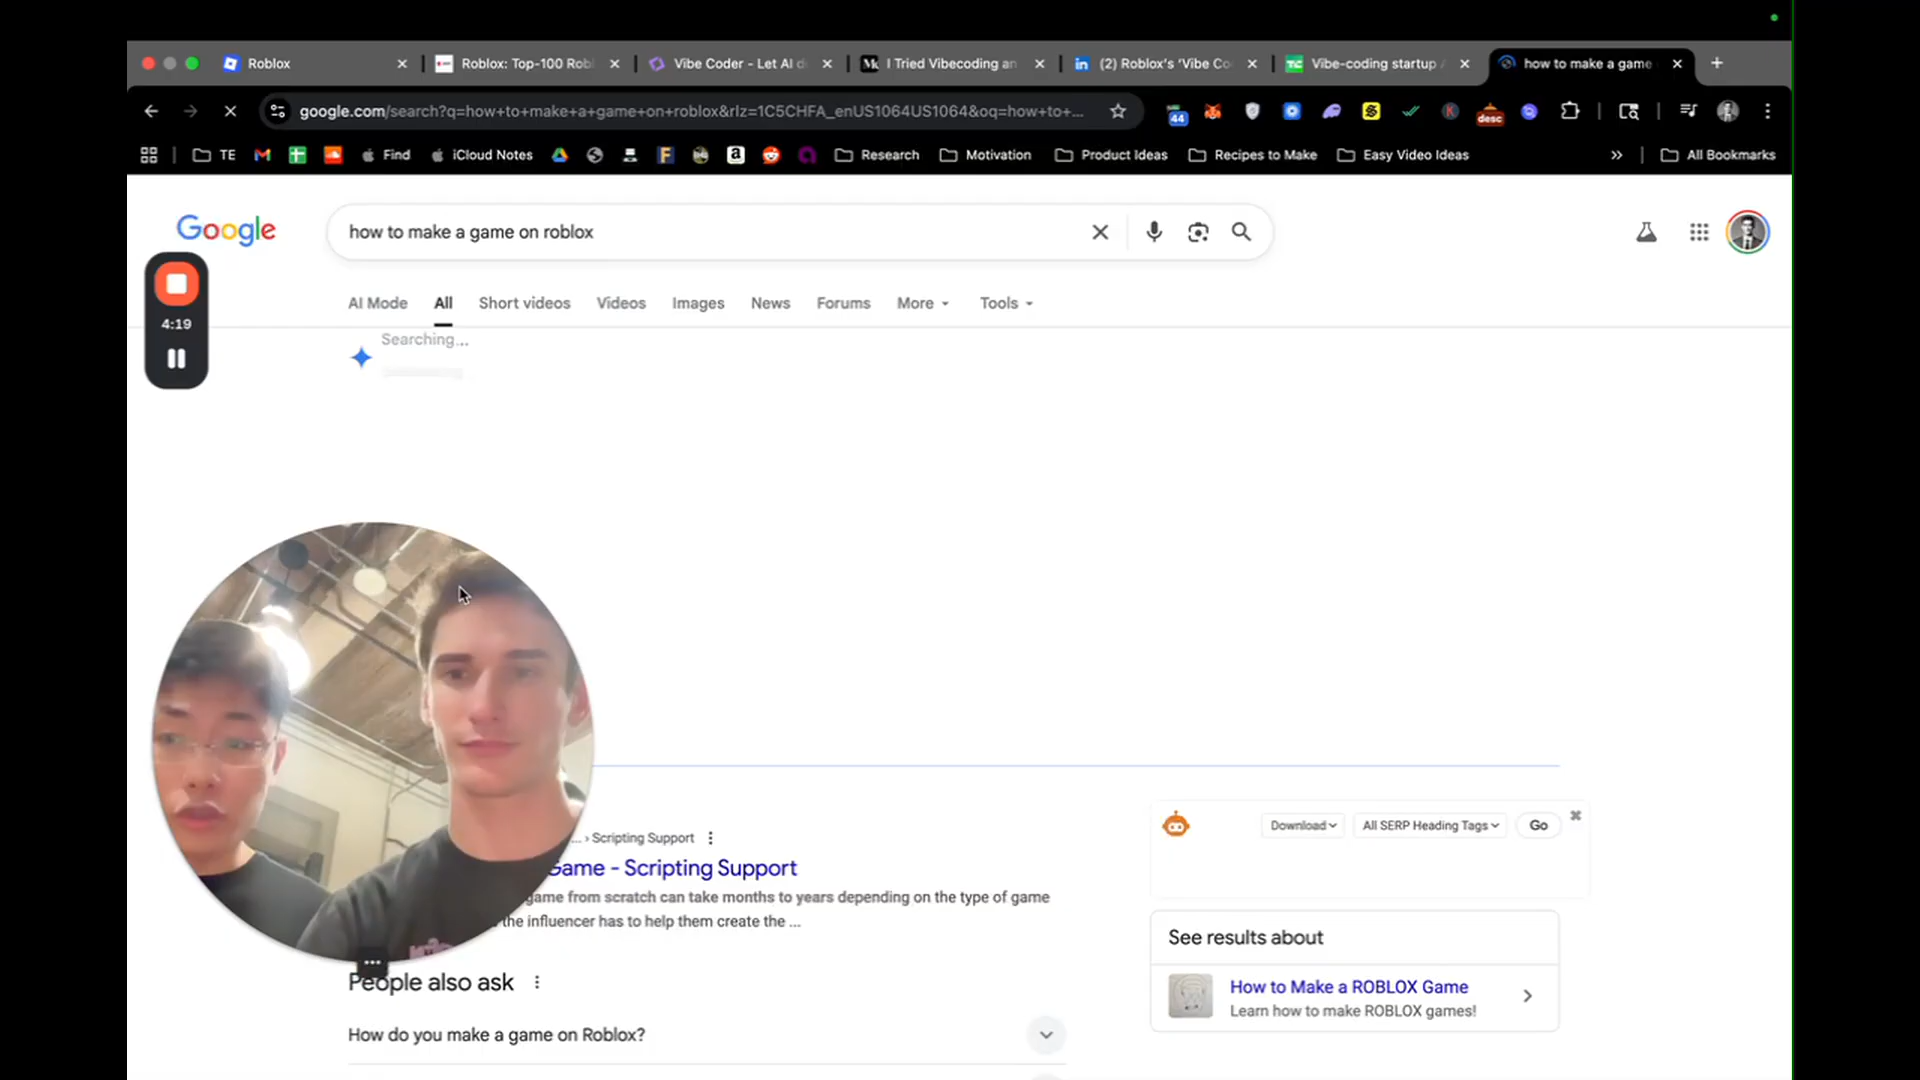 Roblox
Roblox: Top-100 Robl
Vibe Coder - Let AI d
I Tried Vibecoding an
(2) Roblox's 'Vibe Co
Vibe-coding startup
how to make a game
google.com/search?q=how+to+make+a+game+on+roblox&rlz=1C5CHFA_enUS1064US1064&oq=how+to+...
44
desc
TE
Find
iCloud Notes
Research
Motivation
Product Ideas
Recipes to Make
Easy Video Ideas
All Bookmarks
Google
how to make a game on roblox
AI Mode
All
Short videos
Videos
Images
News
Forums
More
Tools
4:19
Searching...
... › Scripting Support
Game - Scripting Support
game from scratch can take months to years depending on the type of game
the influencer has to help them create the ...
Download
All SERP Heading Tags
Go
See results about
How to Make a ROBLOX Game
Learn how to make ROBLOX games!
People also ask
How do you make a game on Roblox?